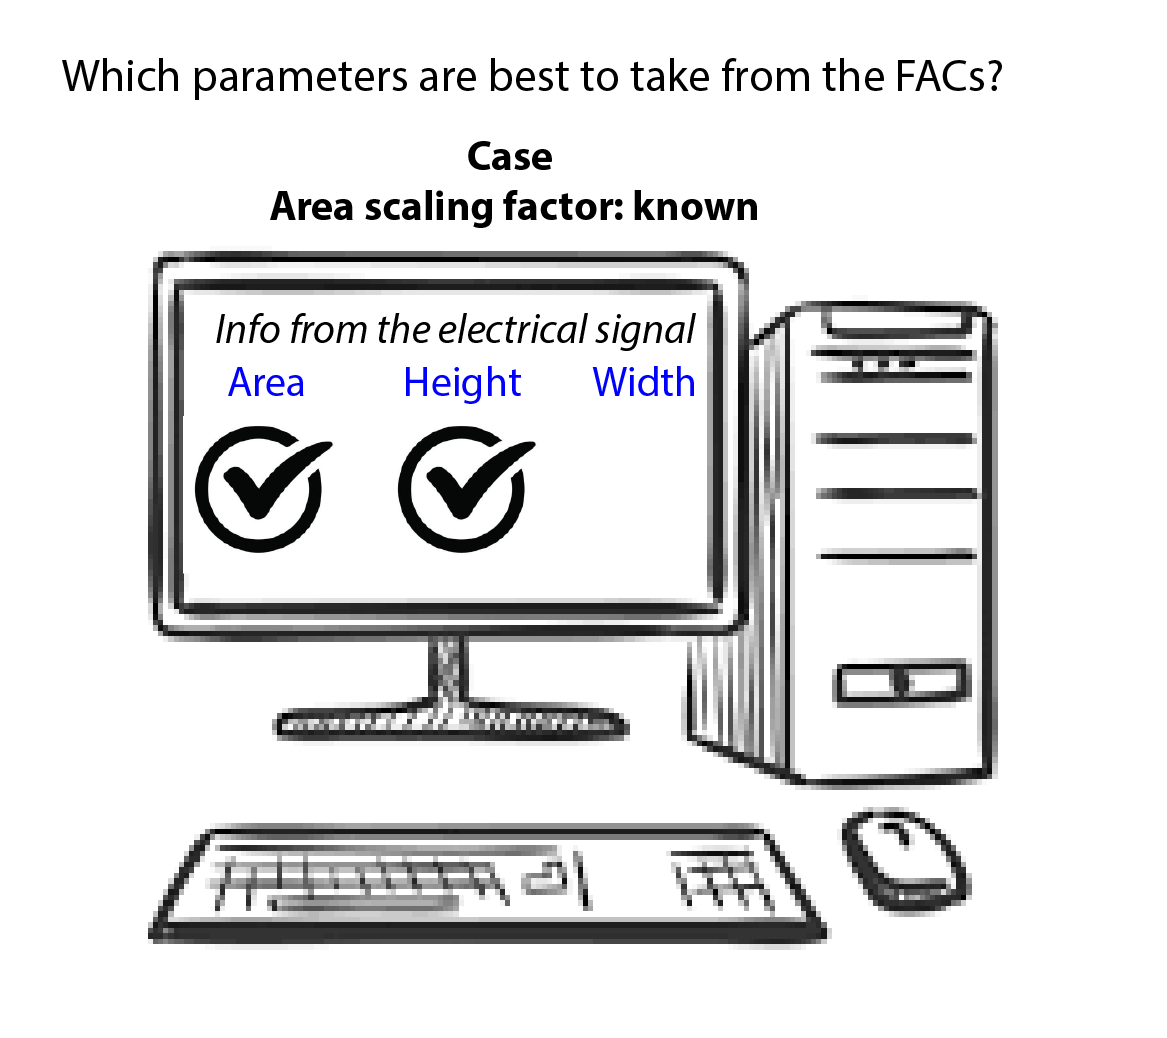 Which parameters are best to take from the FACs?
Case
Area scaling factor: known
Info from the electrical signal
Area Height Width